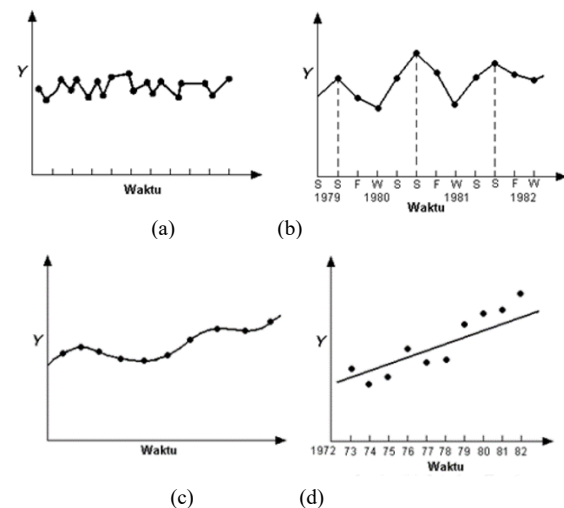 Y
Waktu
(a)
Y
S S F W S S F W S S F W
1979 1980 1981 1982
Waktu
(b)
Y
Waktu
(c)
Y
1972 73 74 75 76 77 78 79 80 81 82
Waktu
(d)